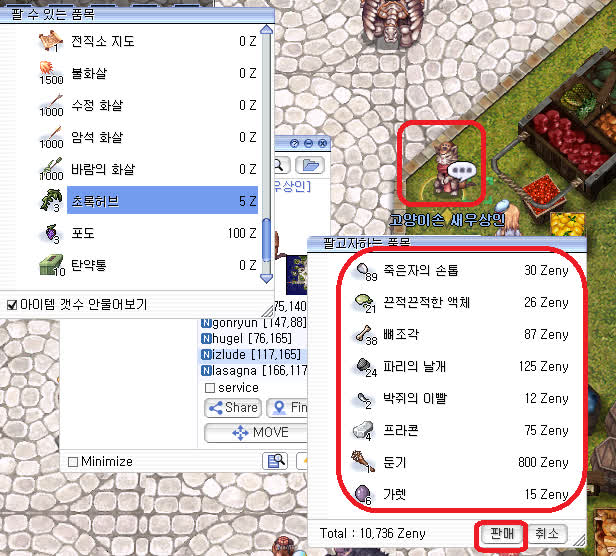 팔 수 있는 품목
1 전직소 지도 0 Z
1500 불화살 0 Z
1000 수정 화살 0 Z
1000 암석 화살 0 Z
1000 바람의 화살 0 Z
3 초록허브 5 Z
3 포도 100 Z
10 탄약통 0 Z
아이템 갯수 안물어보기
우상인]
고양이손 새우상인
75,140
gonryun [147,88]
hugel [76,165]
izlude [117,165]
lasagna [166,117
service
Share
Fin
MOVE
Minimize
팔고자하는 품목
89 죽은자의 손톱 30 Zeny
21 끈적끈적한 액체 26 Zeny
38 뼈조각 87 Zeny
24 파리의 날개 125 Zeny
2 박쥐의 이빨 12 Zeny
4 프라콘 75 Zeny
1 둔기 800 Zeny
6 가렛 15 Zeny
Total : 10,736 Zeny 판매 취소